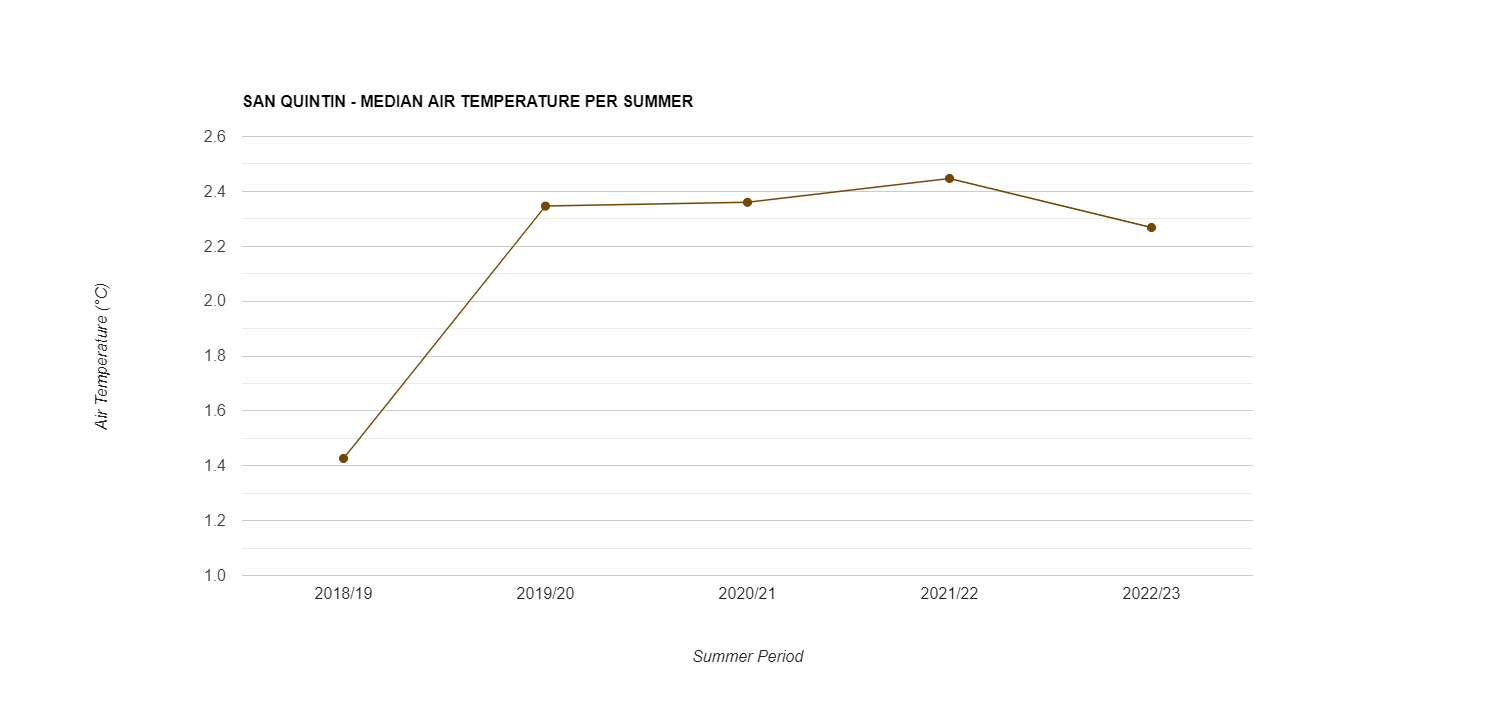 SAN QUINTIN - MEDIAN AIR TEMPERATURE PER SUMMER
2.6
2.4
2.2
2.0
1.8
1.6
1.4
1.2
1.0
Air Temperature (°C)
2018/19 2019/20 2020/21 2021/22 2022/23
Summer Period